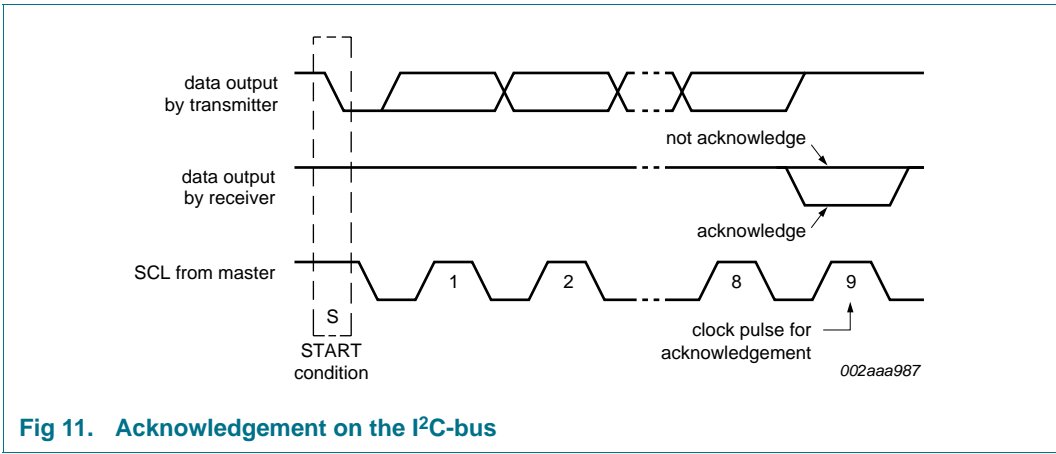 data output
by transmitter
not acknowledge
data output
by receiver
acknowledge
SCL from master
1
2
8
9
S
START
condition
clock pulse for
acknowledgement
002aaa987
Fig 11. Acknowledgement on the I²C-bus